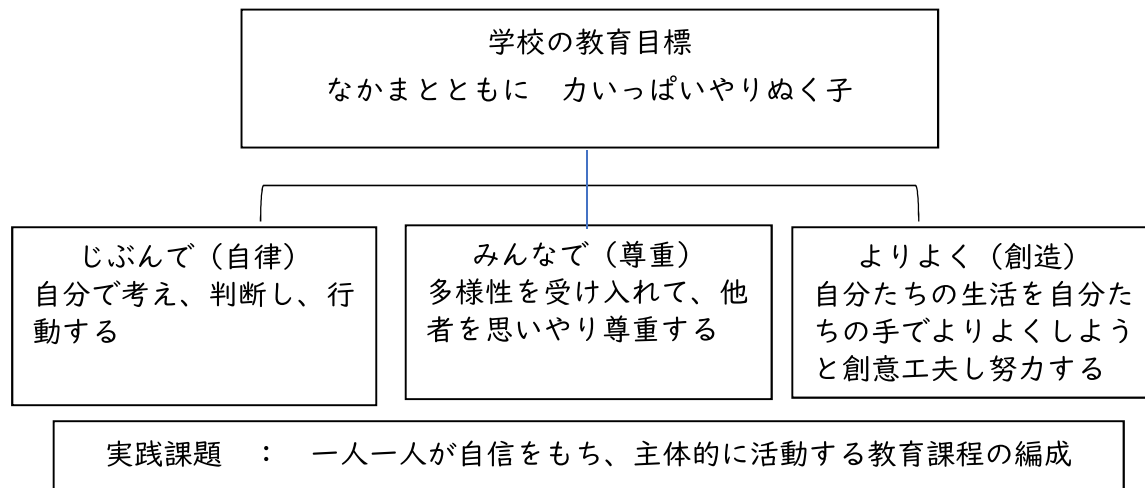 学校の教育目標
なかまとともに　力いっぱいやりぬく子
じぶんで（自律）
自分で考え、判断し、行
動する
みんなで（尊重）
多様性を受け入れて、他
者を思いやり尊重する
よりよく（創造）
自分たちの生活を自分た
ちの手でよりよくしよう
と創意工夫し努力する
実践課題　：　一人一人が自信をもち、主体的に活動する教育課程の編成